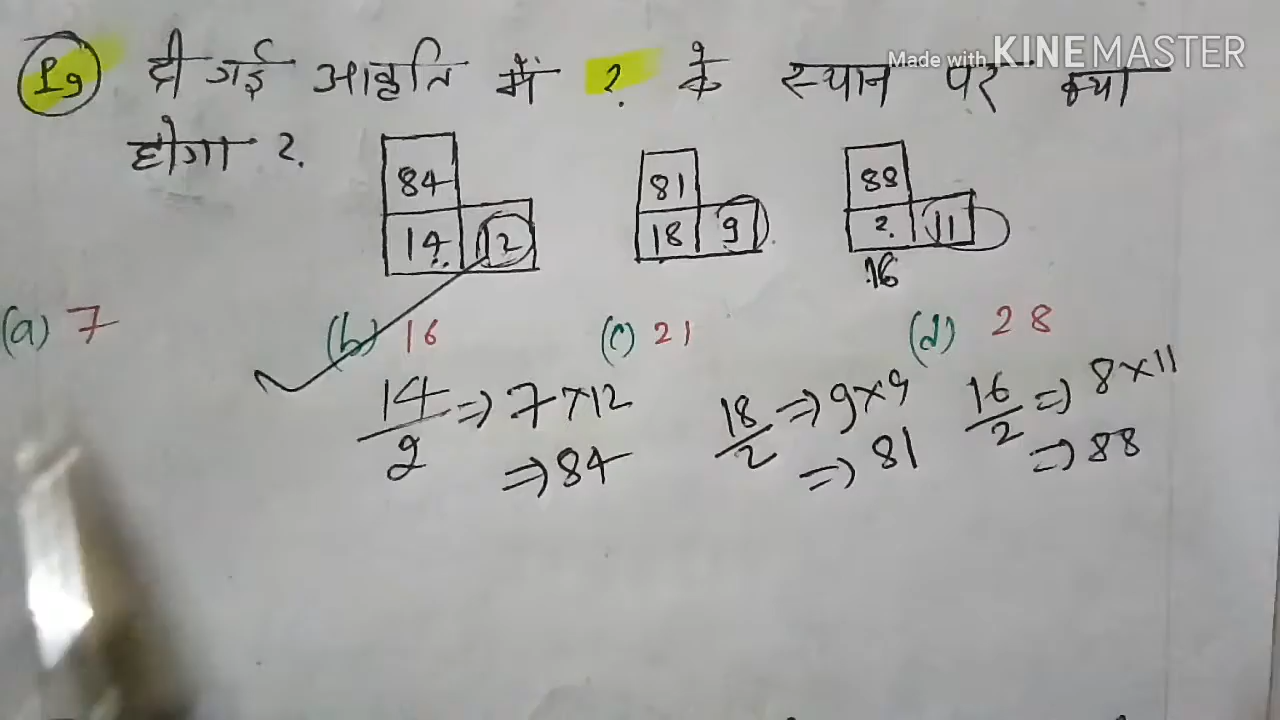 Made with KINEMASTER
19 दी गई आकृति में ? के स्थान पर क्या
होगा ?
84 81 88
14 12 18 9 ? 11
16
(a) 7 (b) 16 (c) 21 (d) 28
14/2 ⇒ 7×12 18/2 ⇒ 9×9 16/2 ⇒ 8×11
⇒ 84 ⇒ 81 ⇒ 88